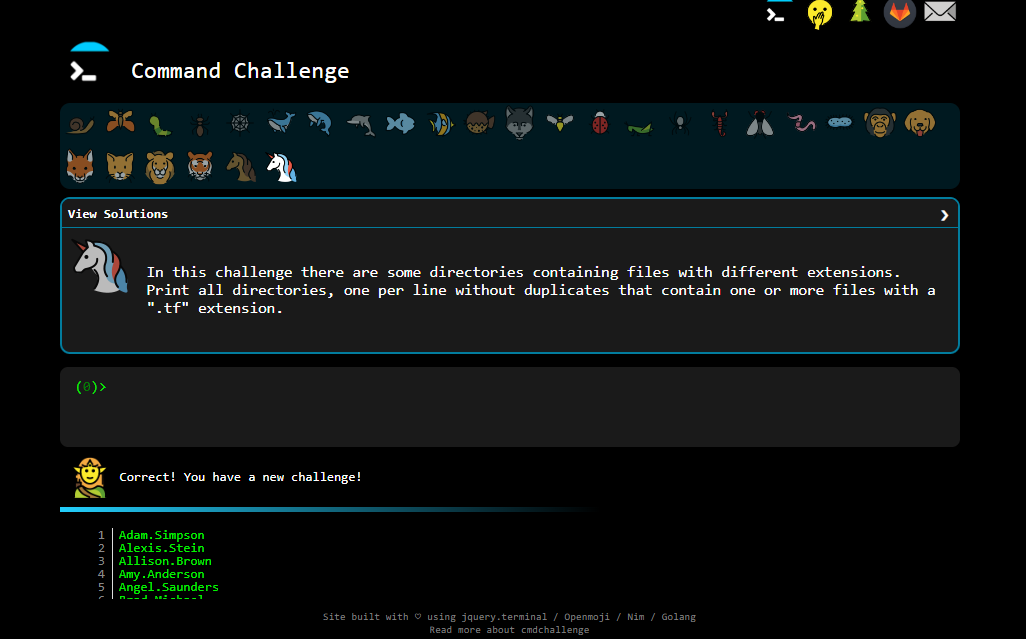 Command Challenge
View Solutions
In this challenge there are some directories containing files with different extensions.
Print all directories, one per line without duplicates that contain one or more files with a
".tf" extension.
(0)>
Correct! You have a new challenge!
1 Adam.Simpson
2 Alexis.Stein
3 Allison.Brown
4 Amy.Anderson
5 Angel.Saunders
Site built with ♡ using jquery.terminal / Openmoji / Nim / Golang
Read more about cmdchallenge